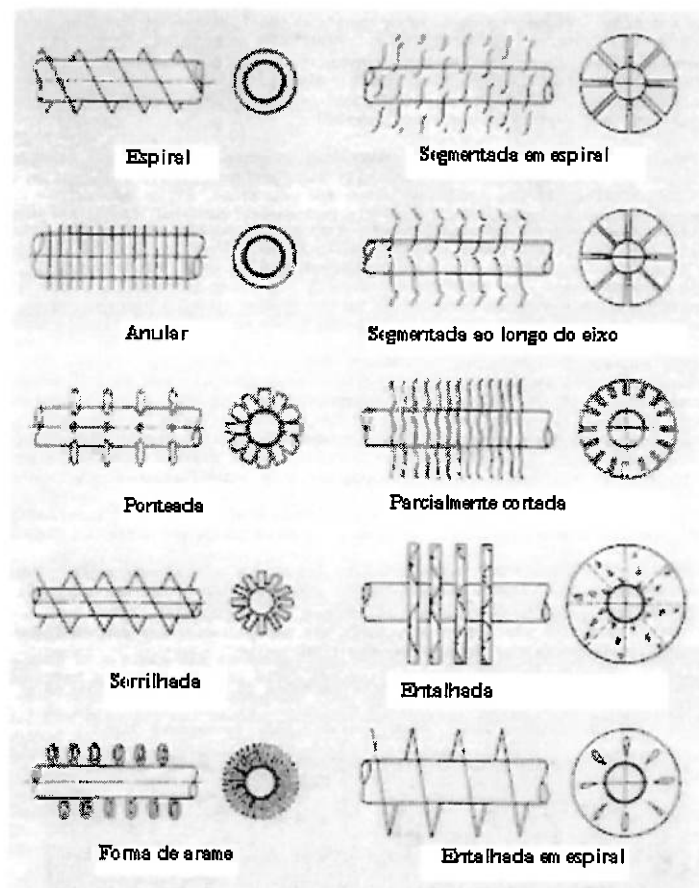 Espiral
Segmentada em espiral
Anular
Segmentada ao longo do eixo
Ponteada
Parcialmente cortada
Serrilhada
Entalhada
Forma de arame
Entalhada em espiral